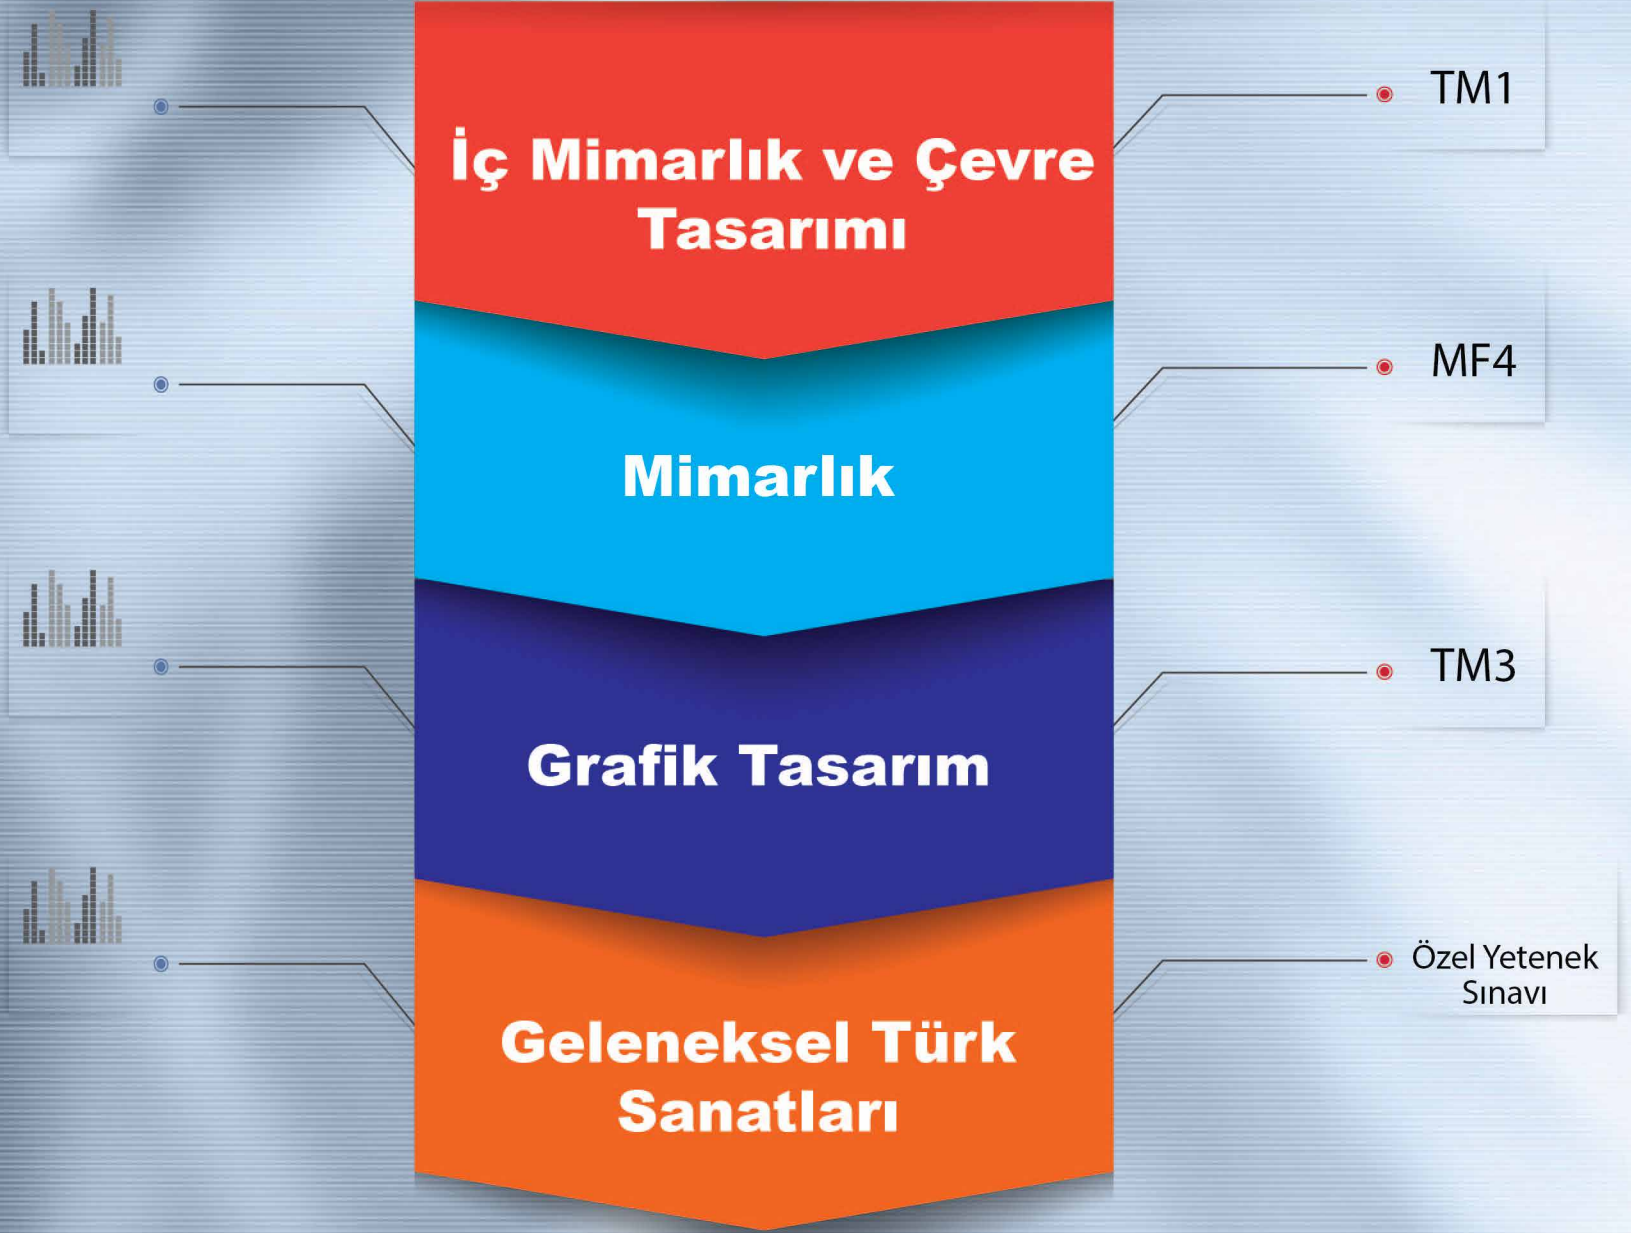 İç Mimarlık ve Çevre
Tasarımı
TM1
Mimarlık
MF4
Grafik Tasarım
TM3
Geleneksel Türk
Sanatları
Özel Yetenek
Sınavı